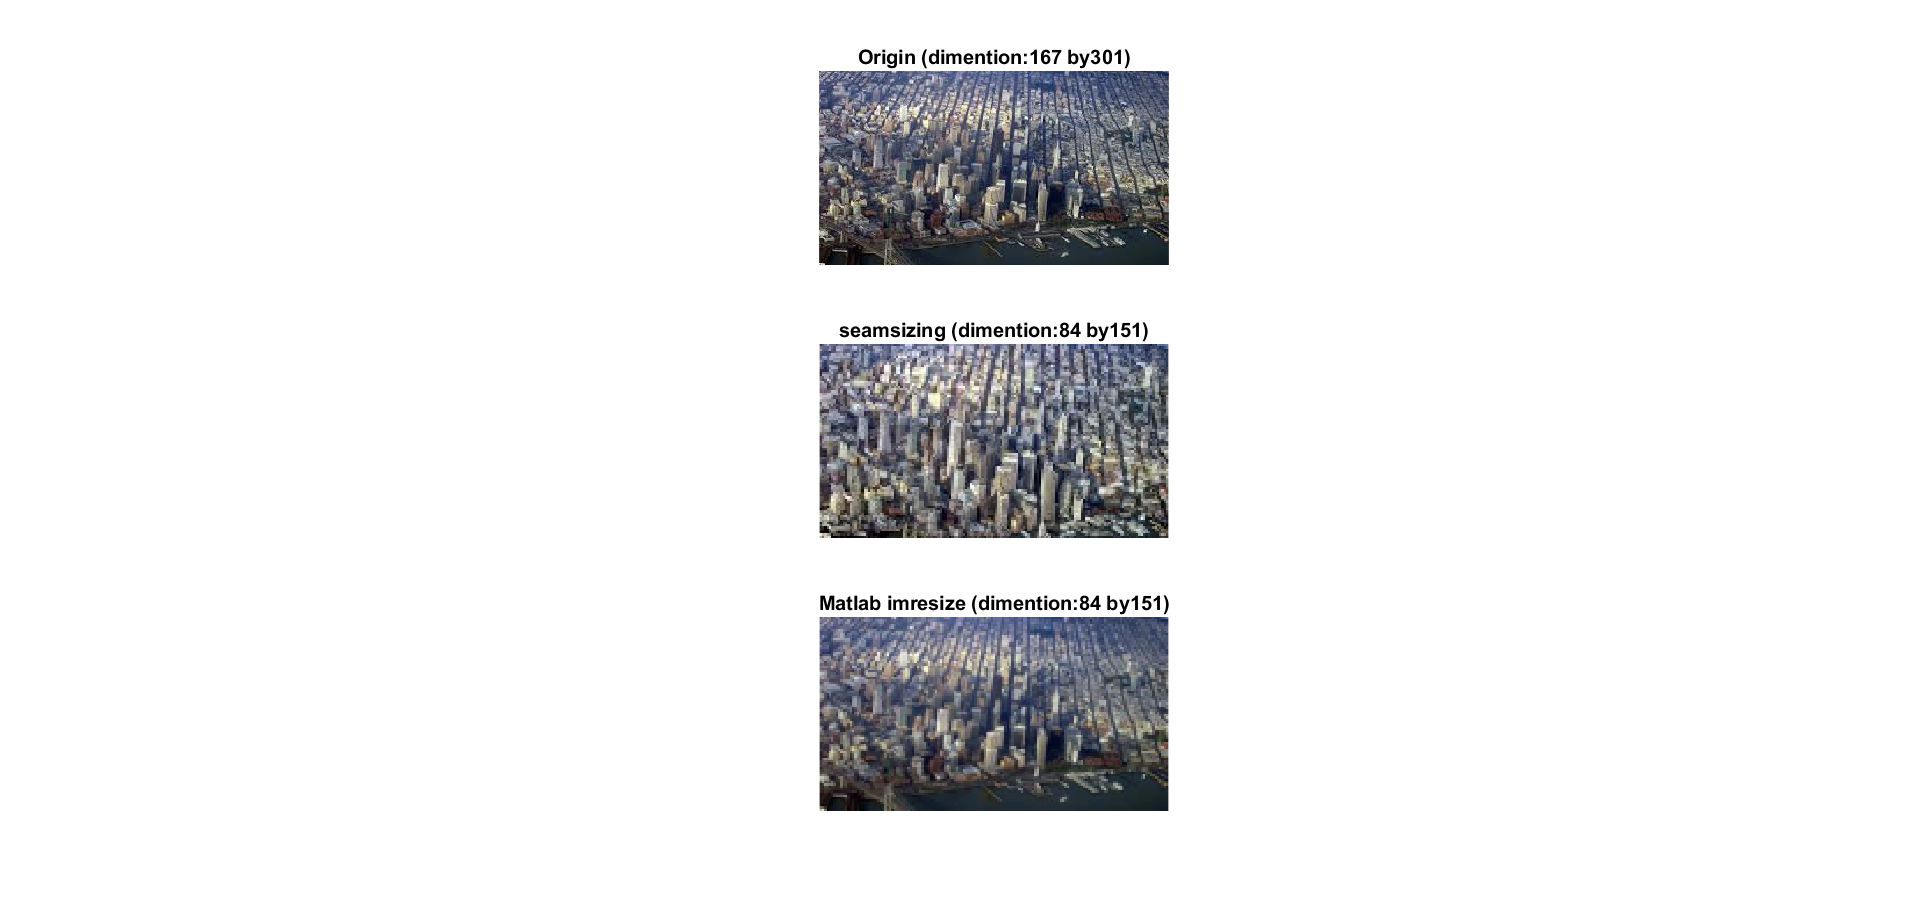 Origin (dimention:167 by301)
seamsizing (dimention:84 by151)
Matlab imresize (dimention:84 by151)